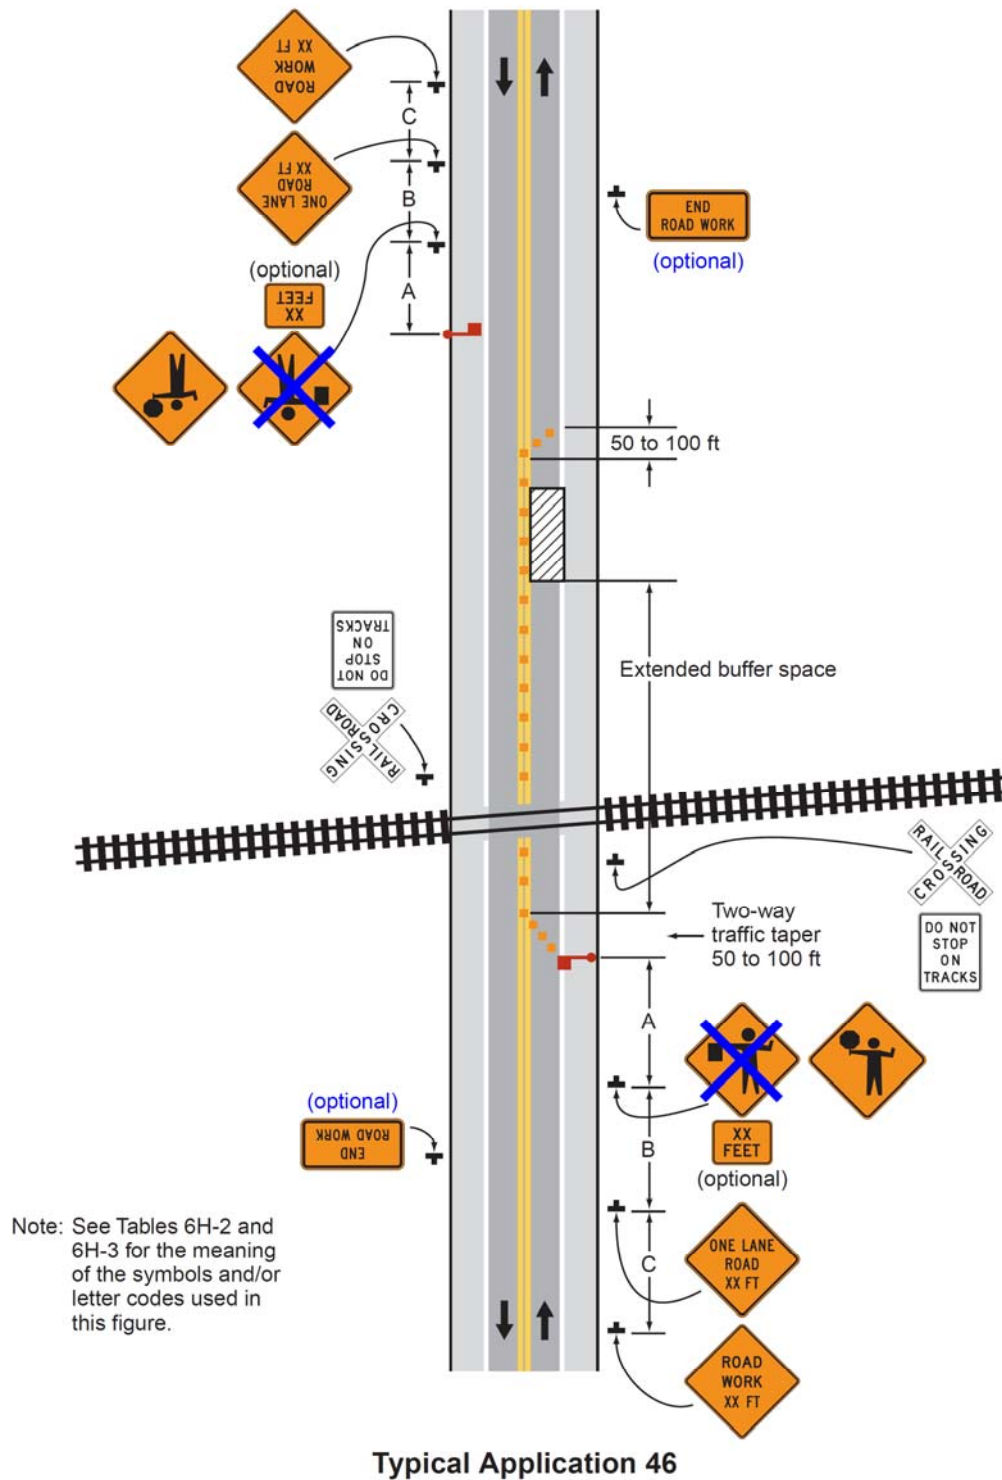 ROAD
WORK
XX FT
C
ONE LANE
ROAD
XX FT
B
END
ROAD WORK
(optional)
(optional)
XX
FEET
A
50 to 100 ft
DO NOT
STOP
ON
TRACKS
Extended buffer space
RAILROAD
CROSSING
RAILROAD
CROSSING
Two-way
traffic taper
50 to 100 ft
DO NOT
STOP
ON
TRACKS
A
(optional)
END
ROAD WORK
XX
FEET
(optional)
B
Note: See Tables 6H-2 and
6H-3 for the meaning
of the symbols and/or
letter codes used in
this figure.
ONE LANE
ROAD
XX FT
C
ROAD
WORK
XX FT
Typical Application 46